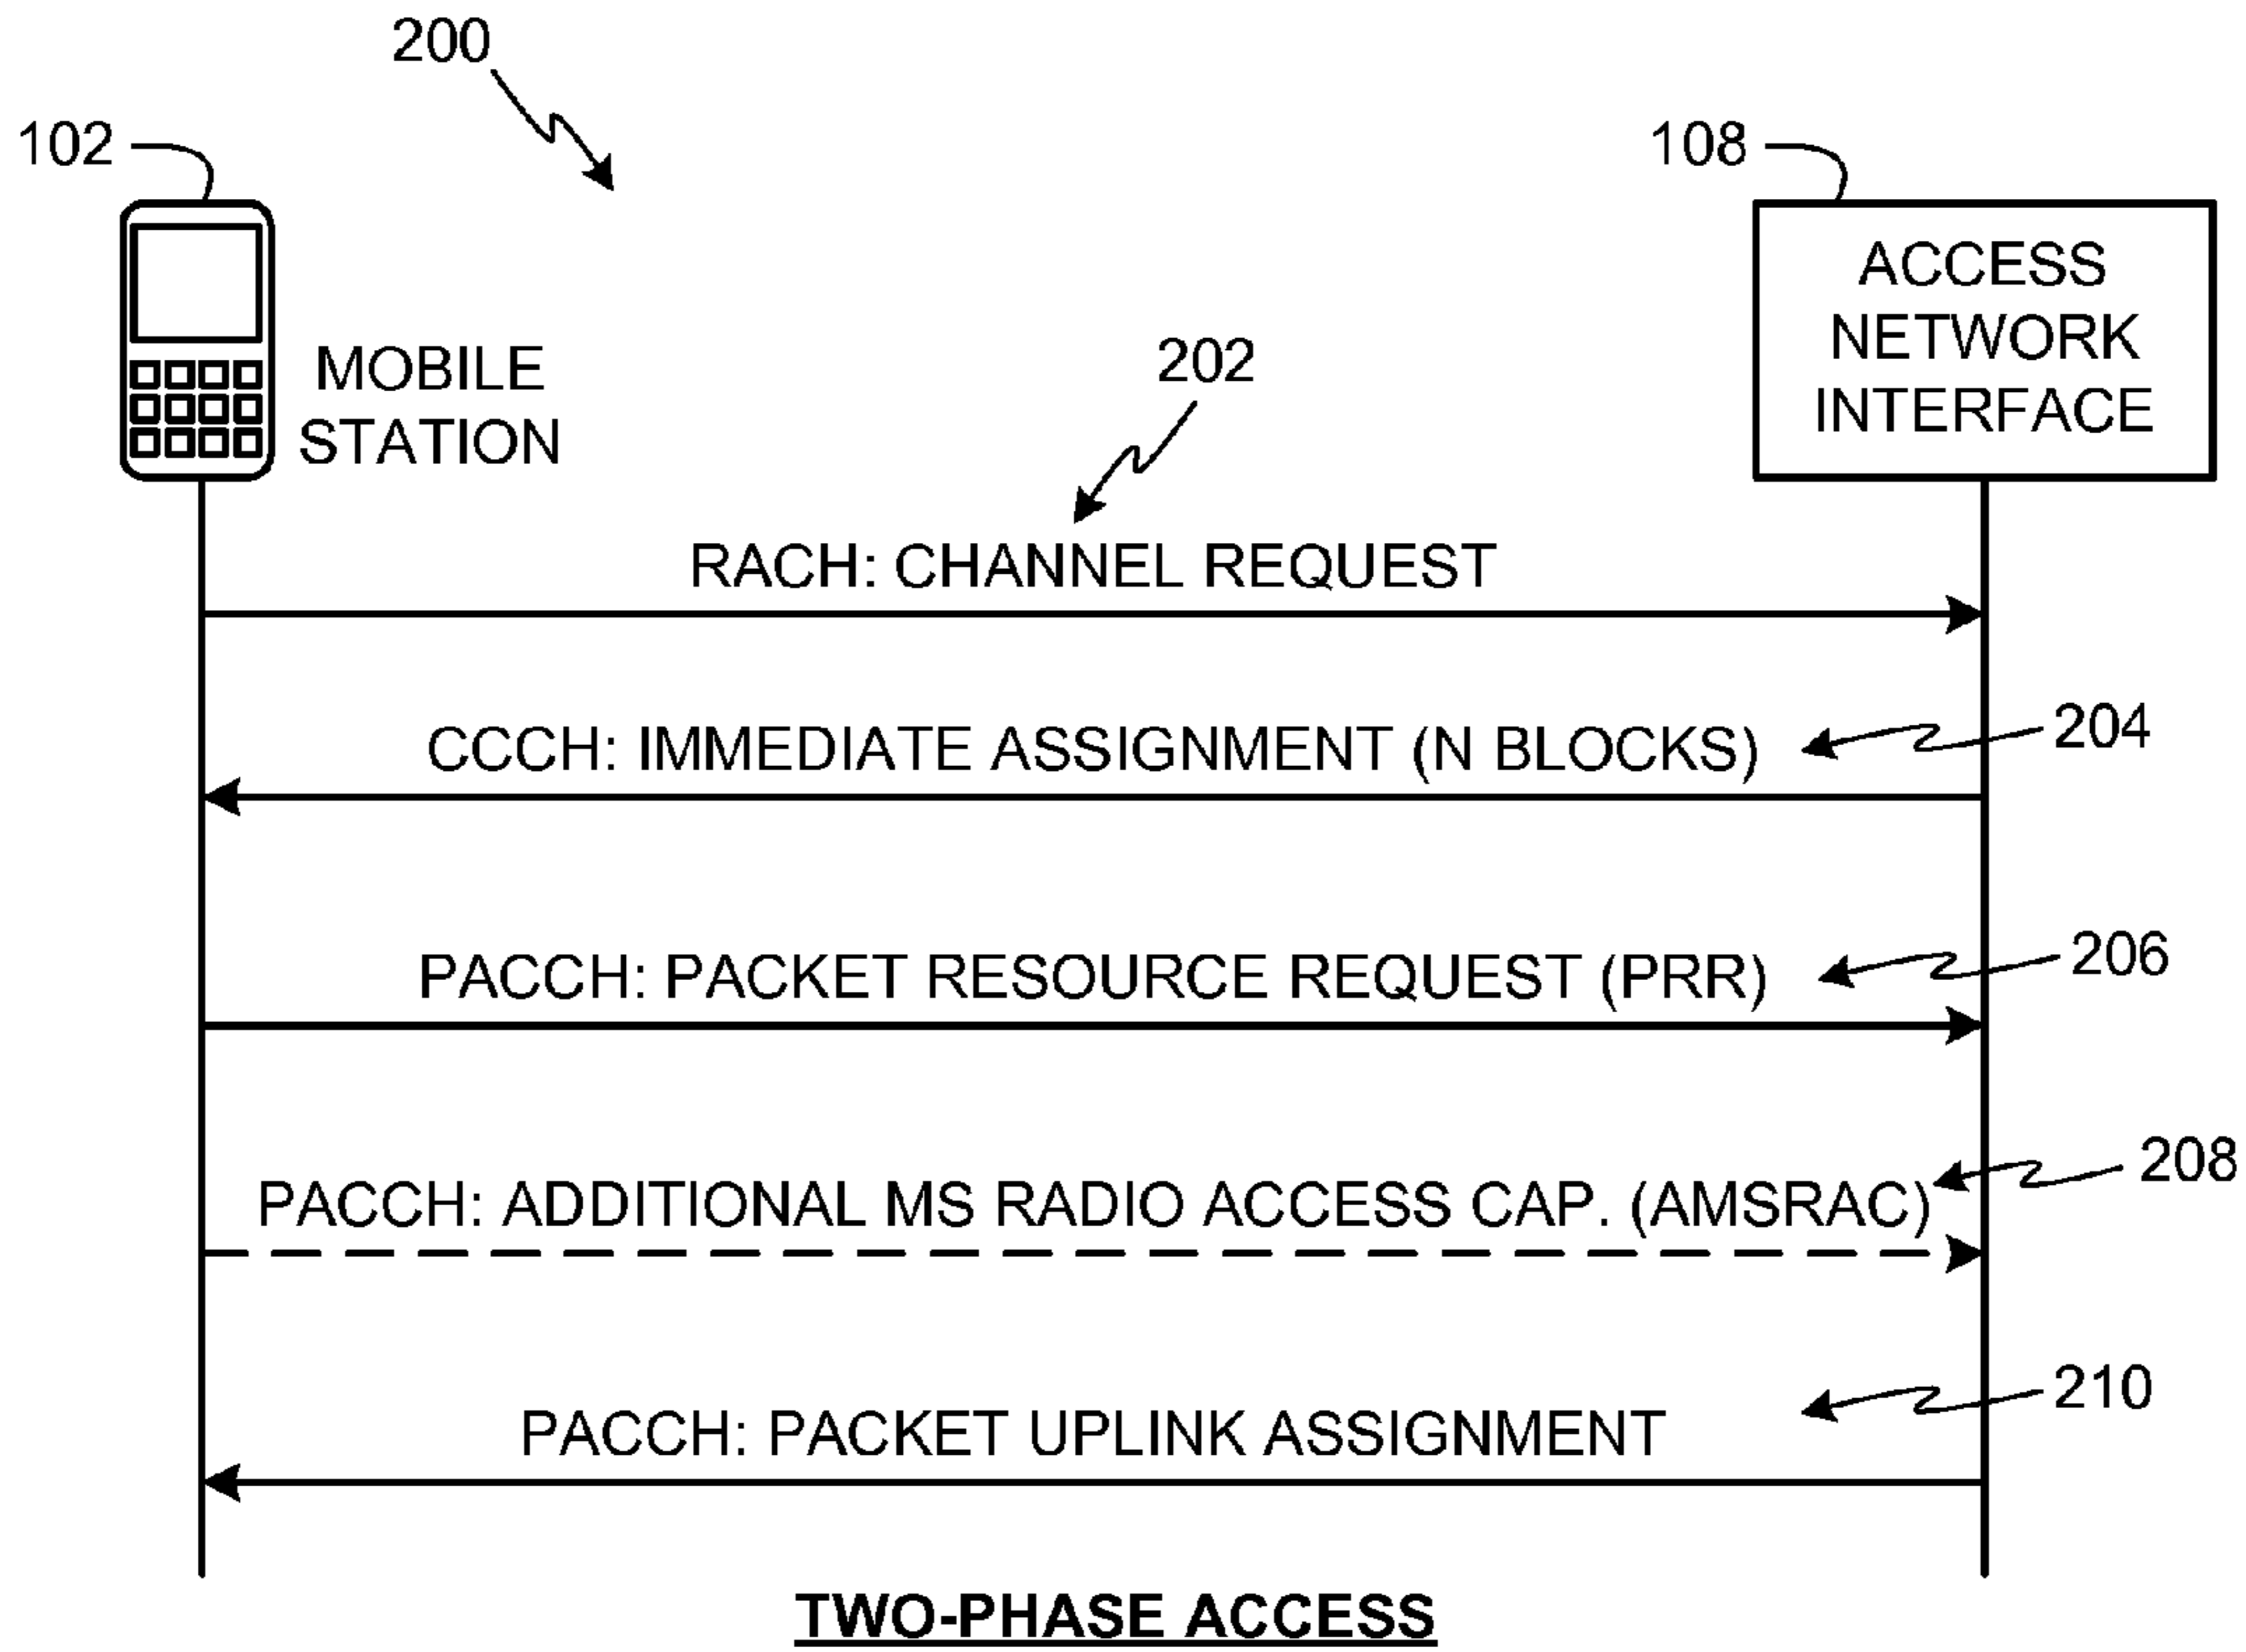 200
102
108
ACCESS
NETWORK
INTERFACE
MOBILE
STATION
202
RACH: CHANNEL REQUEST
CCCH: IMMEDIATE ASSIGNMENT (N BLOCKS)
204
PACCH: PACKET RESOURCE REQUEST (PRR)
206
PACCH: ADDITIONAL MS RADIO ACCESS CAP. (AMSRAC)
208
PACCH: PACKET UPLINK ASSIGNMENT
210
TWO-PHASE ACCESS